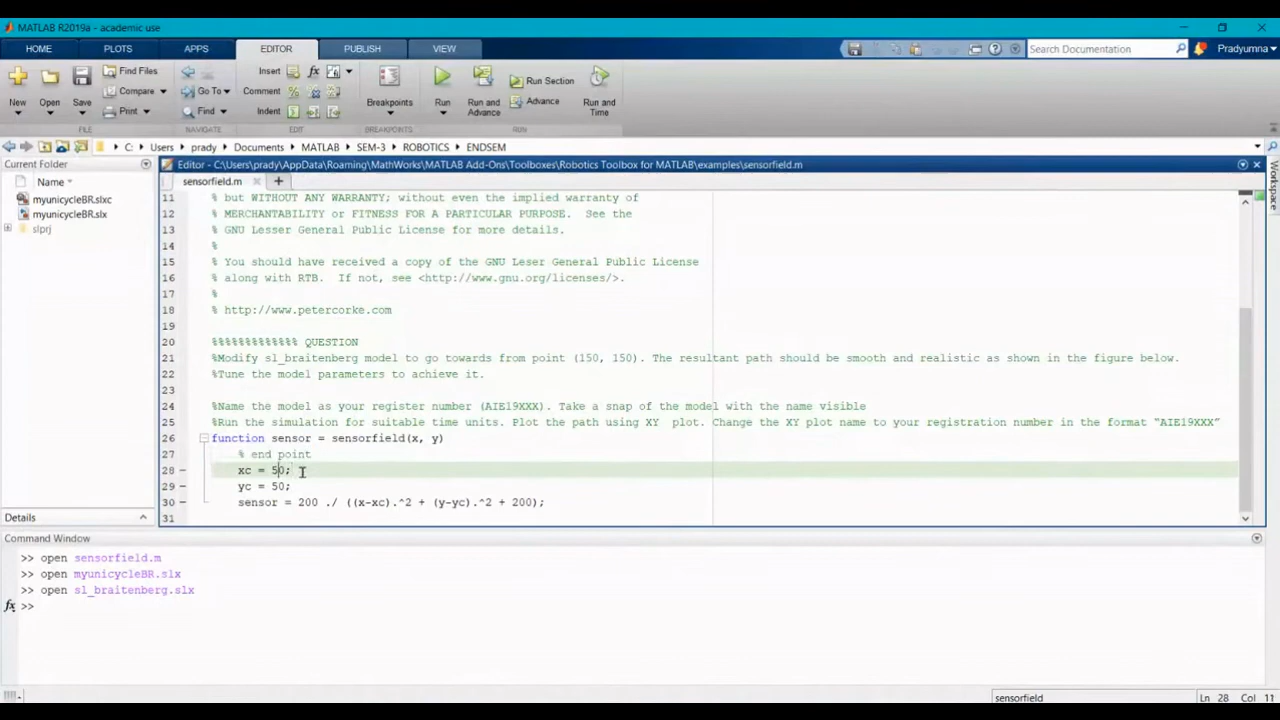 MATLAB R2019a - academic use
HOME PLOTS APPS EDITOR PUBLISH VIEW Search Documentation Pradyumna
New Open Save Find Files Compare Print Go To Find Insert fx Comment Indent Breakpoints Run Run and Advance Run Section Advance Run and Time
FILE NAVIGATE EDIT BREAKPOINTS RUN
C: Users prady Documents MATLAB SEM-3 ROBOTICS ENDSEM
Current Folder
Editor - C:\Users\prady\AppData\Roaming\MathWorks\MATLAB Add-Ons\Toolboxes\Robotics Toolbox for MATLAB\examples\sensorfield.m
Workspace
Name
sensorfield.m
myunicycleBR.slxc
myunicycleBR.slx
slprj
11 % but WITHOUT ANY WARRANTY; without even the implied warranty of
12 % MERCHANTABILITY or FITNESS FOR A PARTICULAR PURPOSE. See the
13 % GNU Lesser General Public License for more details.
14 %
15 % You should have received a copy of the GNU Leser General Public License
16 % along with RTB. If not, see <http://www.gnu.org/licenses/>.
17 %
18 % http://www.petercorke.com
19
20 %%%%%%%%%%%%% QUESTION
21 %Modify sl_braitenberg model to go towards from point (150, 150). The resultant path should be smooth and realistic as shown in the figure below.
22 %Tune the model parameters to achieve it.
23
24 %Name the model as your register number (AIE19XXX). Take a snap of the model with the name visible
25 %Run the simulation for suitable time units. Plot the path using XY plot. Change the XY plot name to your registration number in the format “AIE19XXX”
26 function sensor = sensorfield(x, y)
27 % end point
28 xc = 50;
29 yc = 50;
30 sensor = 200 ./ ((x-xc).^2 + (y-yc).^2 + 200);
31
Details
Command Window
>> open sensorfield.m
>> open myunicycleBR.slx
>> open sl_braitenberg.slx
fx >>
sensorfield Ln 28 Col 11